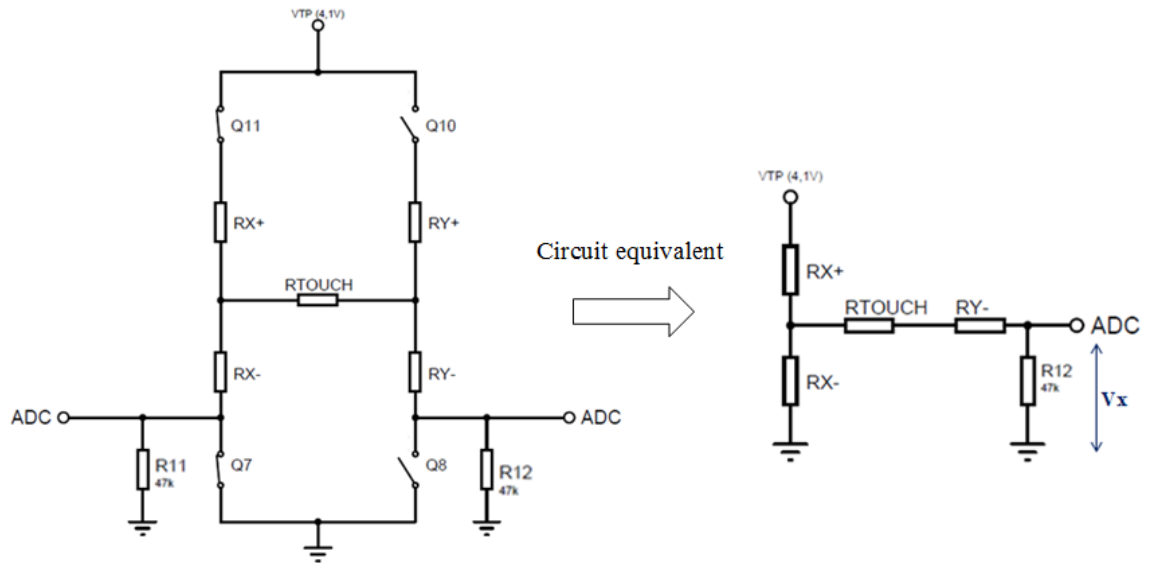 VTP (4,1V)
Q11
Q10
RX+
RY+
RTOUCH
RX-
RY-
ADC
ADC
R11
47k
Q7
Q8
R12
47k
Circuit equivalent
VTP (4,1V)
RX+
RTOUCH
RY-
ADC
RX-
R12
47k
Vx